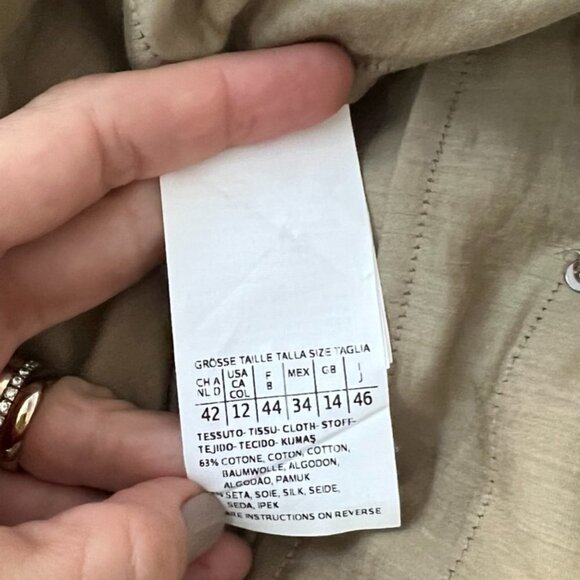 GRÖSSE TAILLE TALLA SIZE TAGLIA
CH A NL D | USA CA COL | F B | MEX | GB | I J
42 | 12 | 44 | 34 | 14 | 46
TESSUTO- TISSU- CLOTH- STOFF-
TEJIDO- TECIDO- KUMAŞ
63% COTONE, COTON, COTTON,
BAUMWOLLE, ALGODON,
ALGODÃO, PAMUK
SETA, SOIE, SILK, SEIDE,
SEDA, IPEK
INSTRUCTIONS ON REVERSE